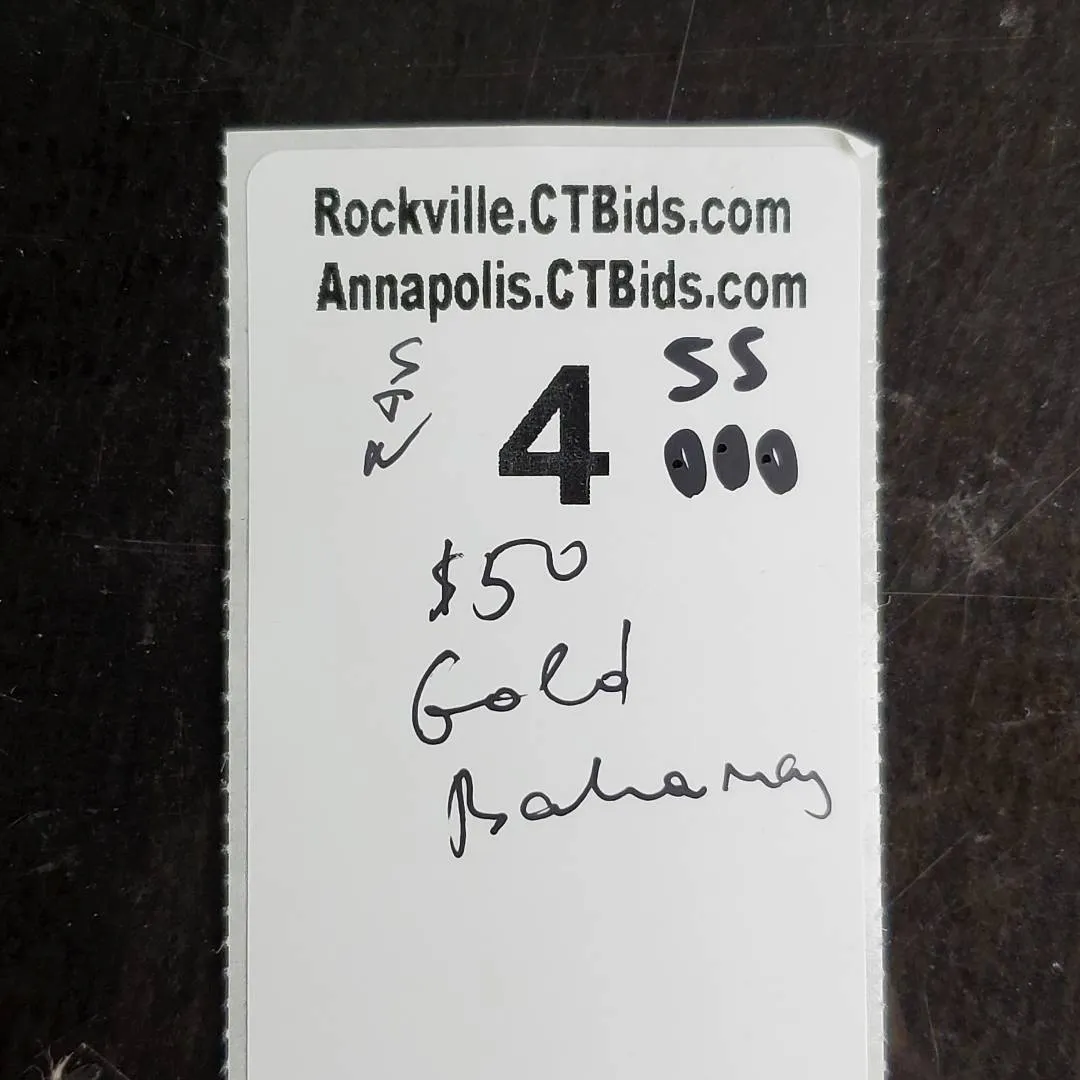 Rockville.CTBids.com
Annapolis.CTBids.com
4
SS
$50
Gold
Bahamas